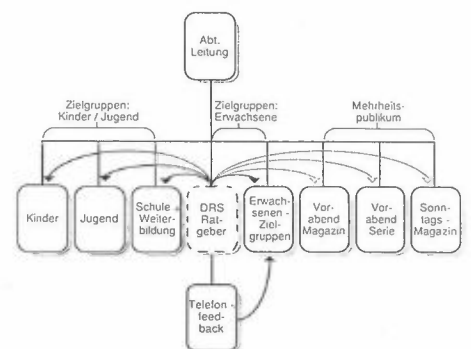 Abt.
Leitung
Zielgruppen:
Kinder / Jugend
Zielgruppen:
Erwachsene
Mehrheits-
publikum
Kinder
Jugend
Schule -
Weiter-
bildung
DRS
Rat-
geber
Erwach-
senen -
Ziel-
gruppen
Vor-
abend
Magazin
Vor-
abend
Serie
Sonn-
tags -
Magazin
Telefon -
feed-
back